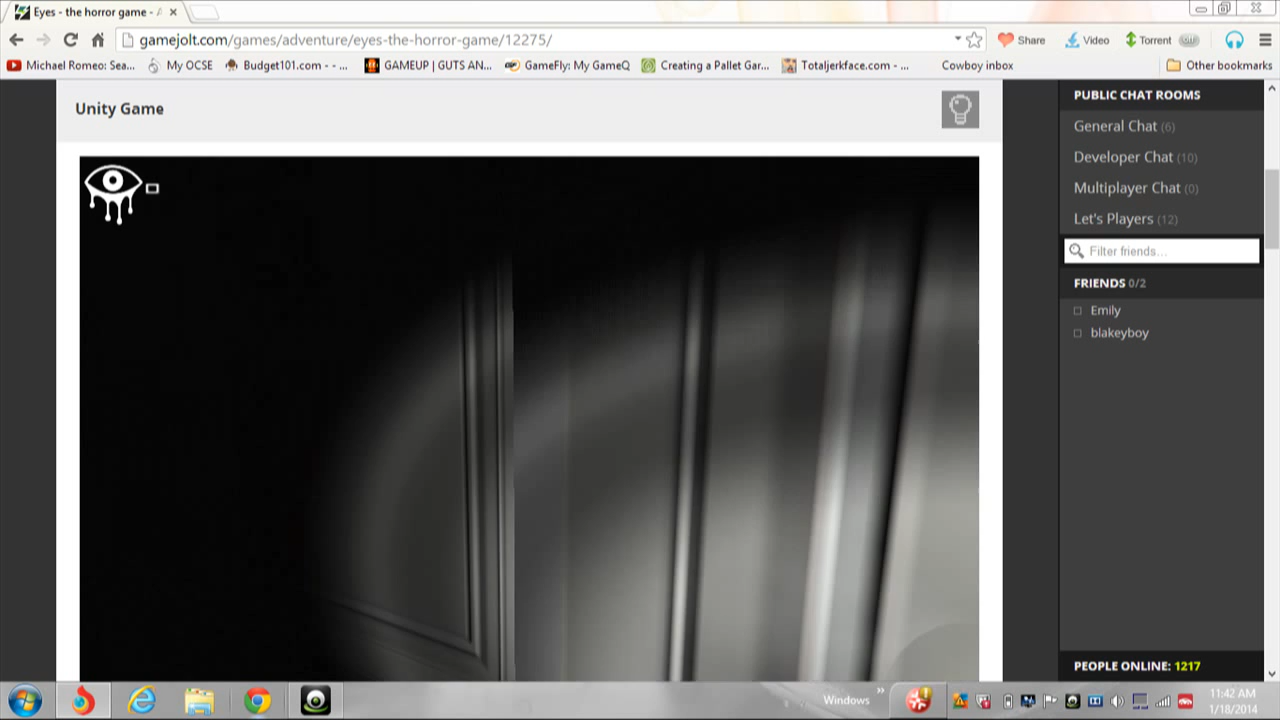 Eyes - the horror game - A
gamejolt.com/games/adventure/eyes-the-horror-game/12275/
Share
Video
Torrent
Michael Romeo: Sea...
My OCSE
Budget101.com - - ...
GAMEUP | GUTS AN...
GameFly: My GameQ
Creating a Pallet Gar...
Totaljerkface.com - ...
Cowboy inbox
Other bookmarks
Unity Game
PUBLIC CHAT ROOMS
General Chat (6)
Developer Chat (10)
Multiplayer Chat (0)
Let's Players (12)
Filter friends...
FRIENDS 0/2
Emily
blakeyboy
PEOPLE ONLINE: 1217
Windows
»
11:42 AM
1/18/2014